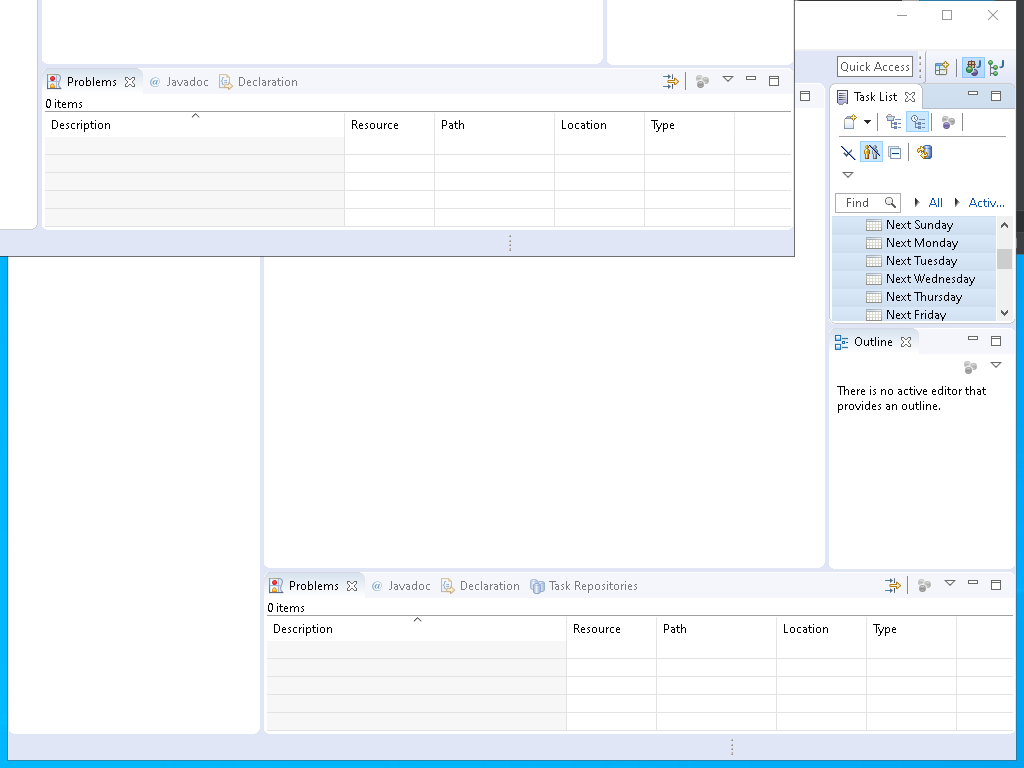 Problems @ Javadoc Declaration
0 items
Description Resource Path Location Type
Quick Access
Task List
Find All Activ...
Next Sunday
Next Monday
Next Tuesday
Next Wednesday
Next Thursday
Next Friday
Outline
There is no active editor that
provides an outline.
Problems @ Javadoc Declaration Task Repositories
0 items
Description Resource Path Location Type